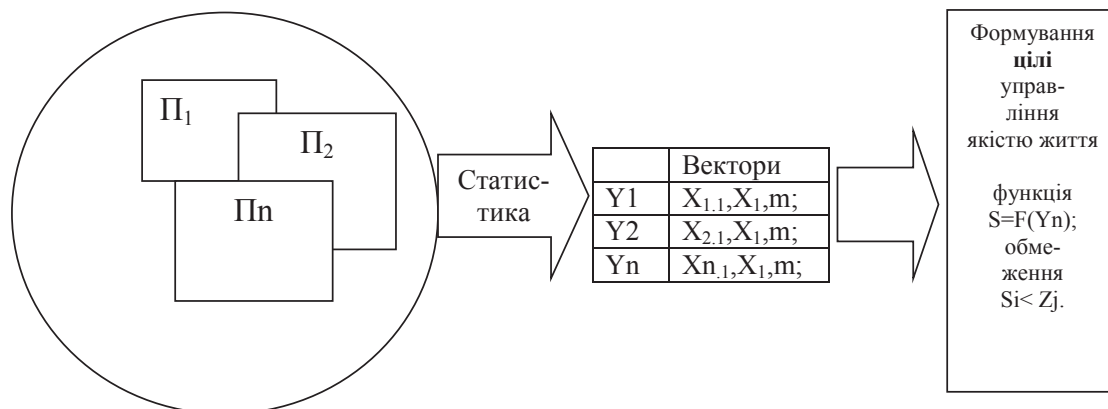 П₁
П₂
Пn
Статис-
тика
Вектори
Y1 X₁.₁,X₁,m;
Y2 X₂.₁,X₁,m;
Yn Xn.₁,X₁,m;
Формування
цілі
управ-
ління
якістю життя
функція
S=F(Yn);
обме-
ження
Si< Zj.